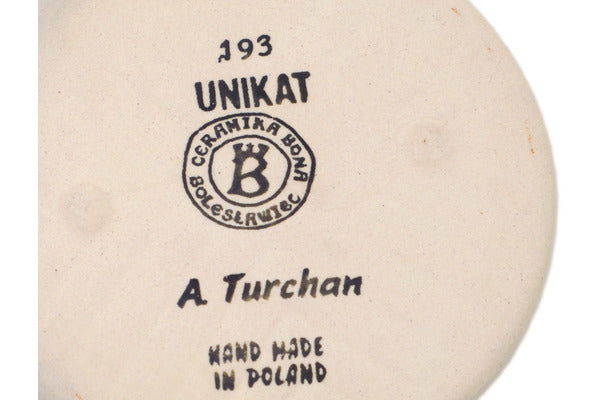 193
UNIKAT
CERAMIKA BONA
B
BOLESŁAWIEC
A. Turchan
HAND MADE
IN POLAND